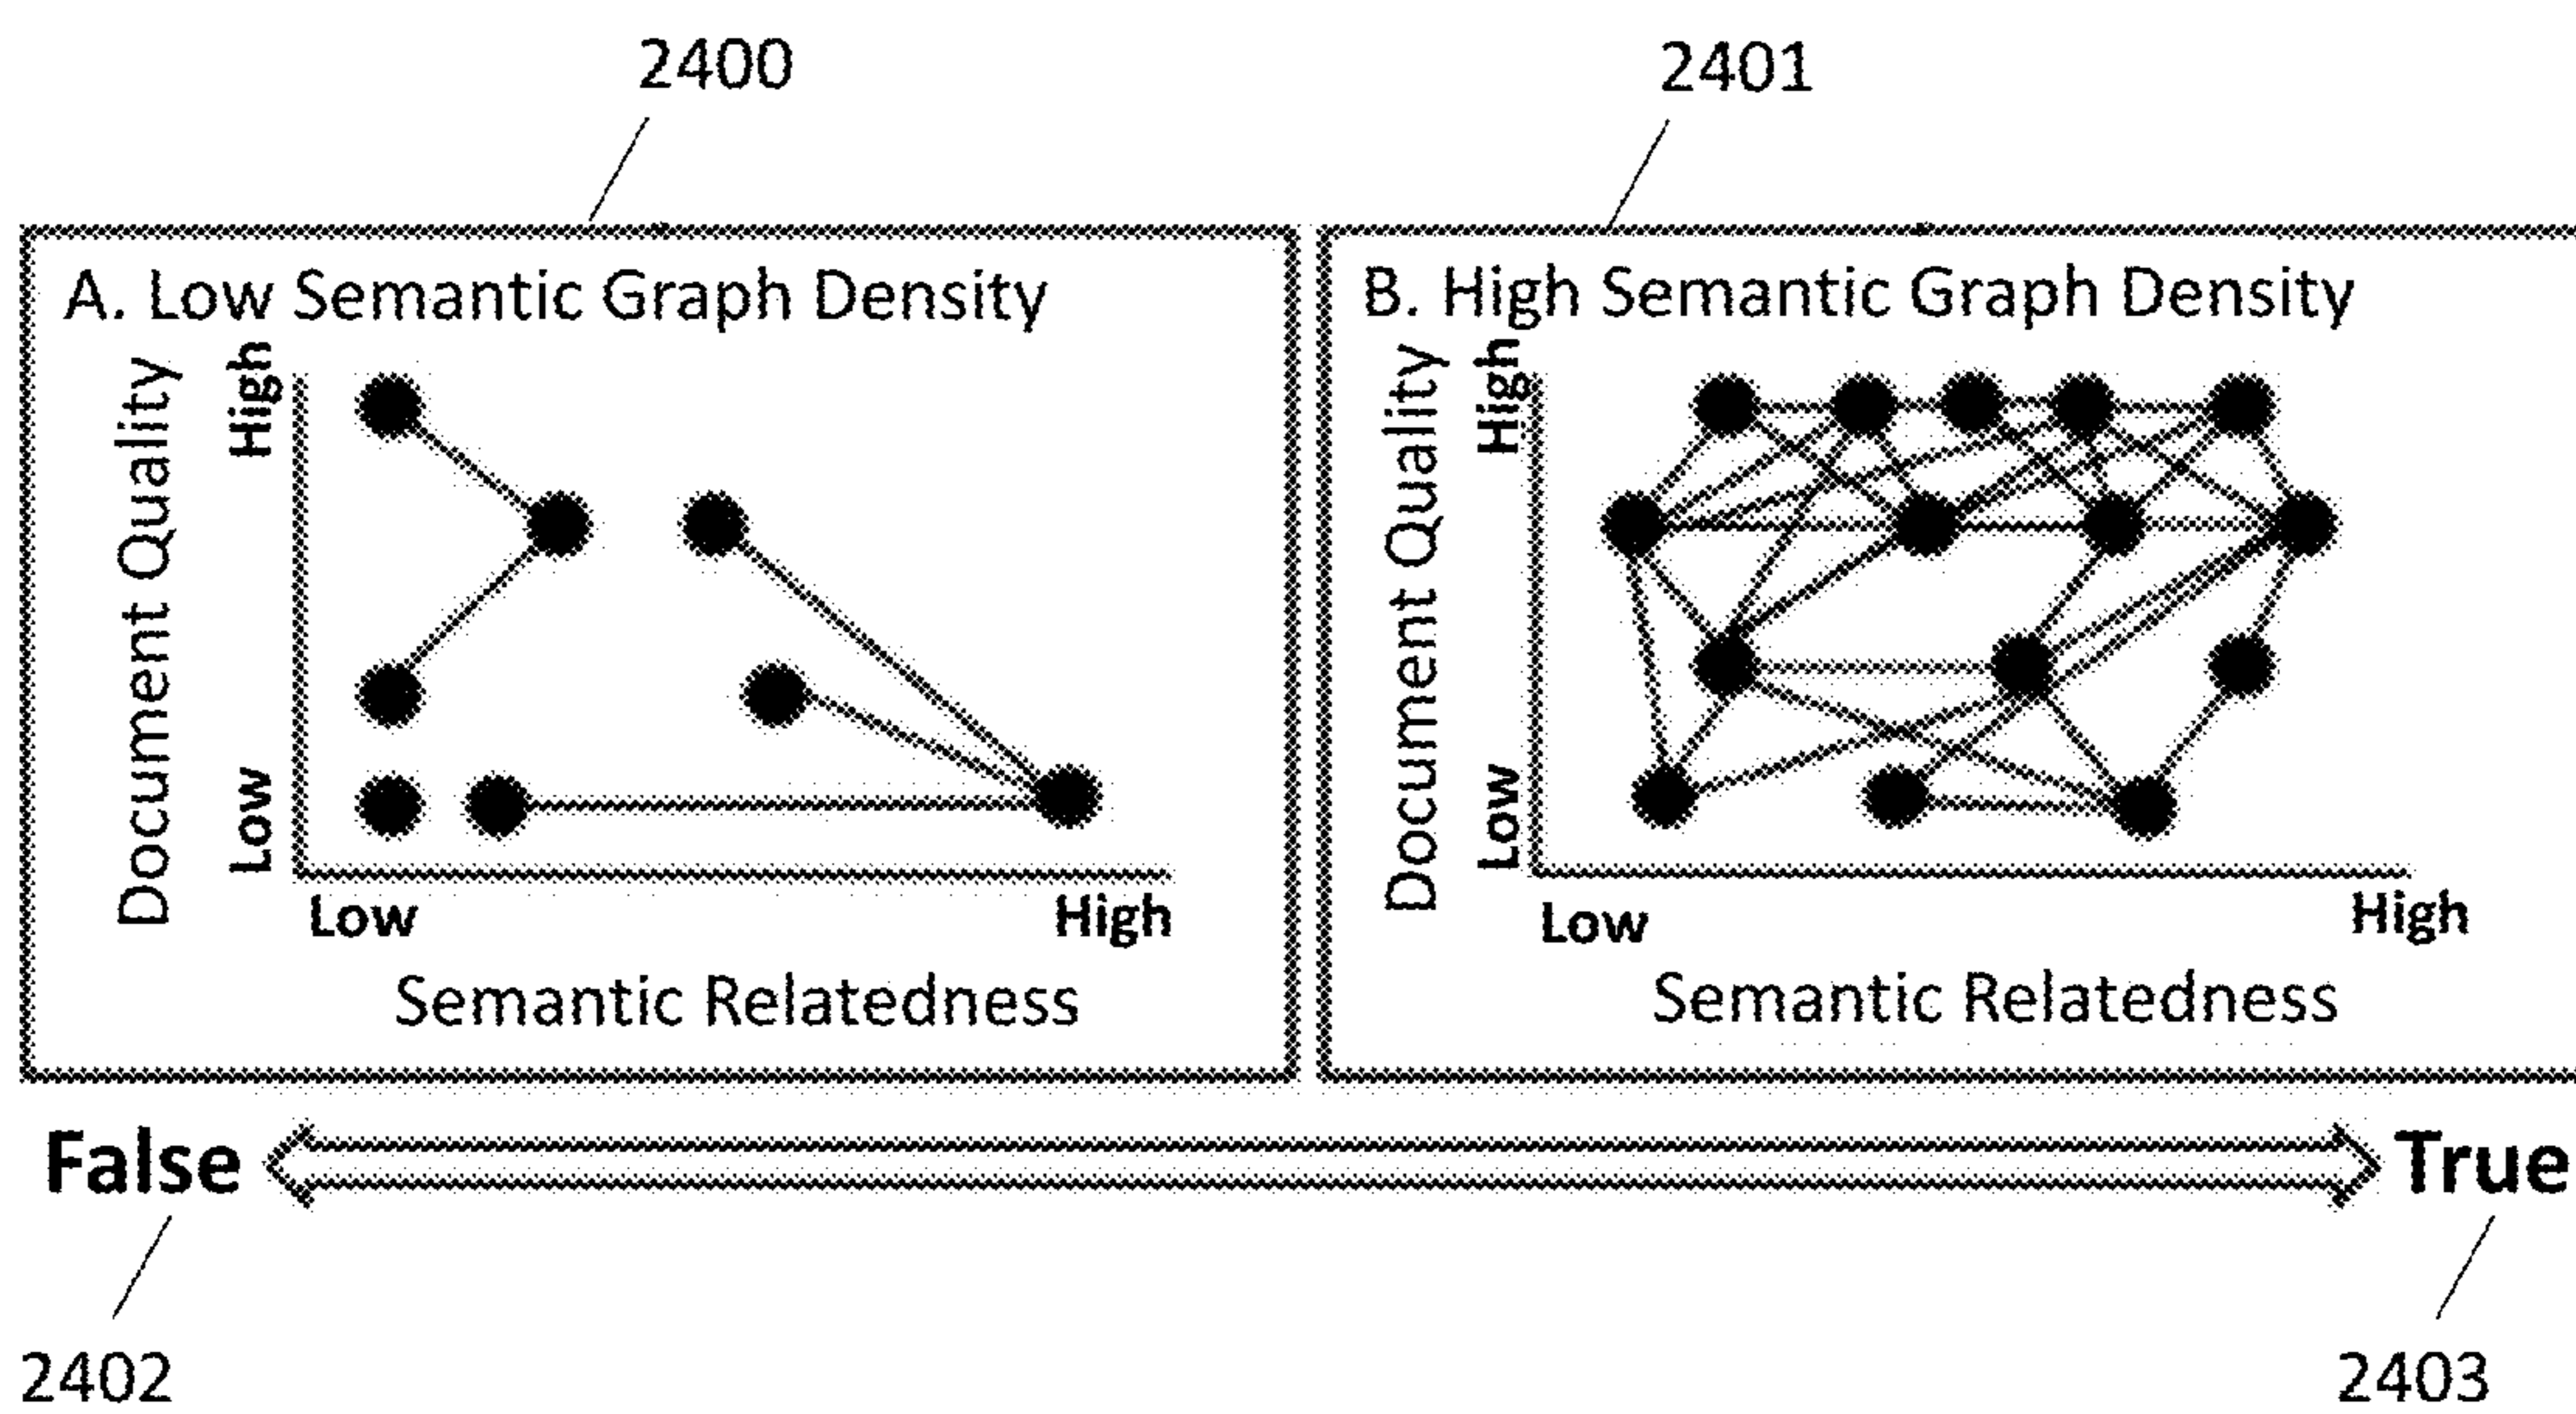 2400
2401
A. Low Semantic Graph Density
Document Quality
High
Low
Low
High
Semantic Relatedness
B. High Semantic Graph Density
Document Quality
High
Low
Low
High
Semantic Relatedness
False
True
2402
2403